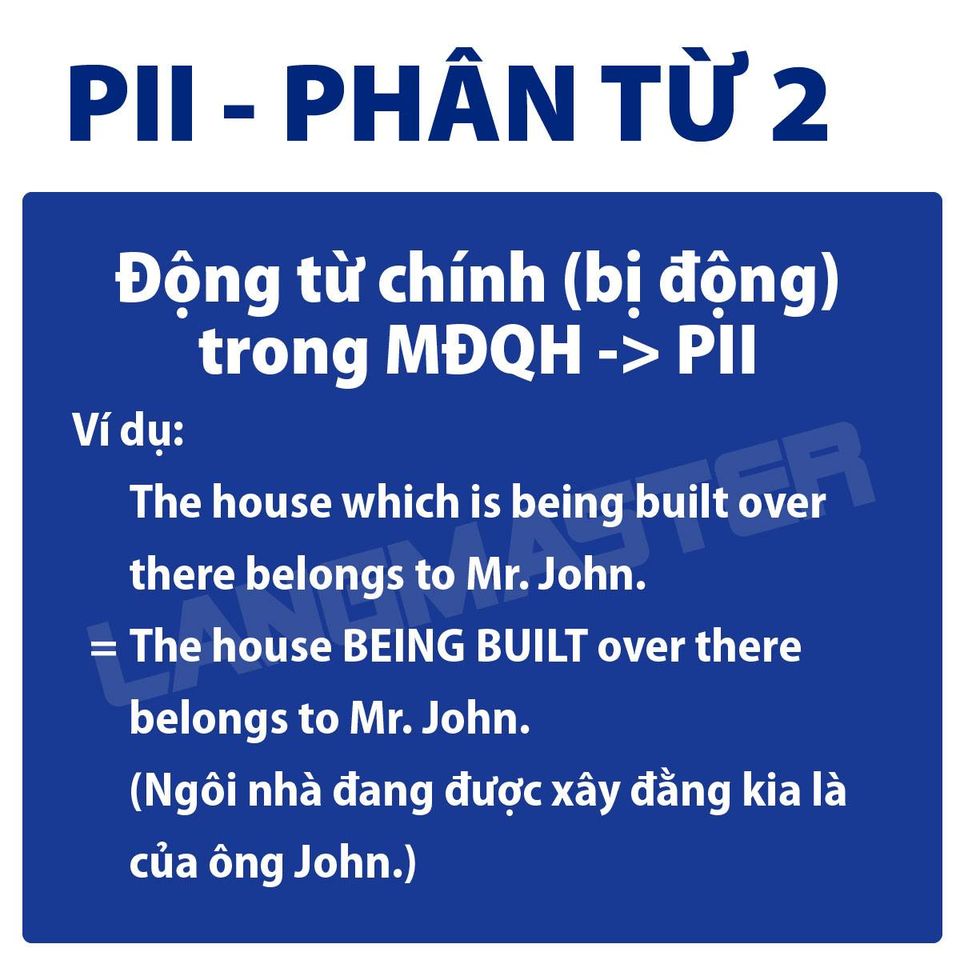 PII - PHÂN TỪ 2
Động từ chính (bị động)
trong MĐQH -> PII
Ví dụ:
The house which is being built over
there belongs to Mr. John.
= The house BEING BUILT over there
belongs to Mr. John.
(Ngôi nhà đang được xây đằng kia là
của ông John.)
LANGMASTER